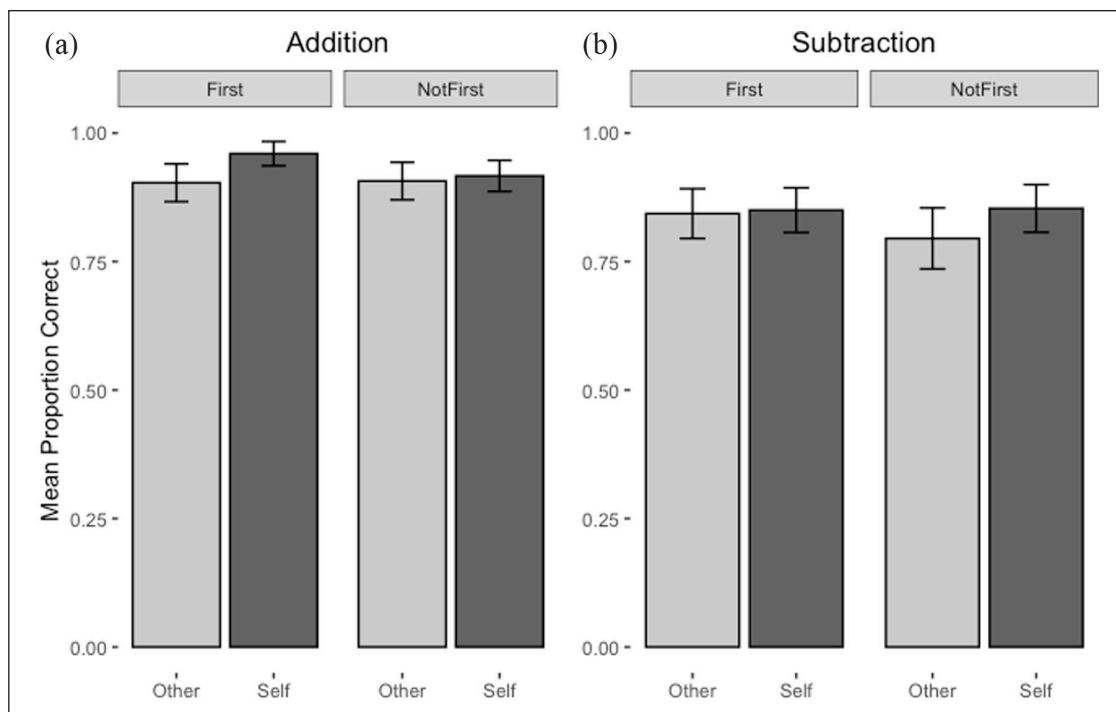 (a) Addition
First NotFirst
1.00
0.75
0.50
0.25
0.00
Mean Proportion Correct
Other Self Other Self
(b) Subtraction
First NotFirst
1.00
0.75
0.50
0.25
0.00
Other Self Other Self